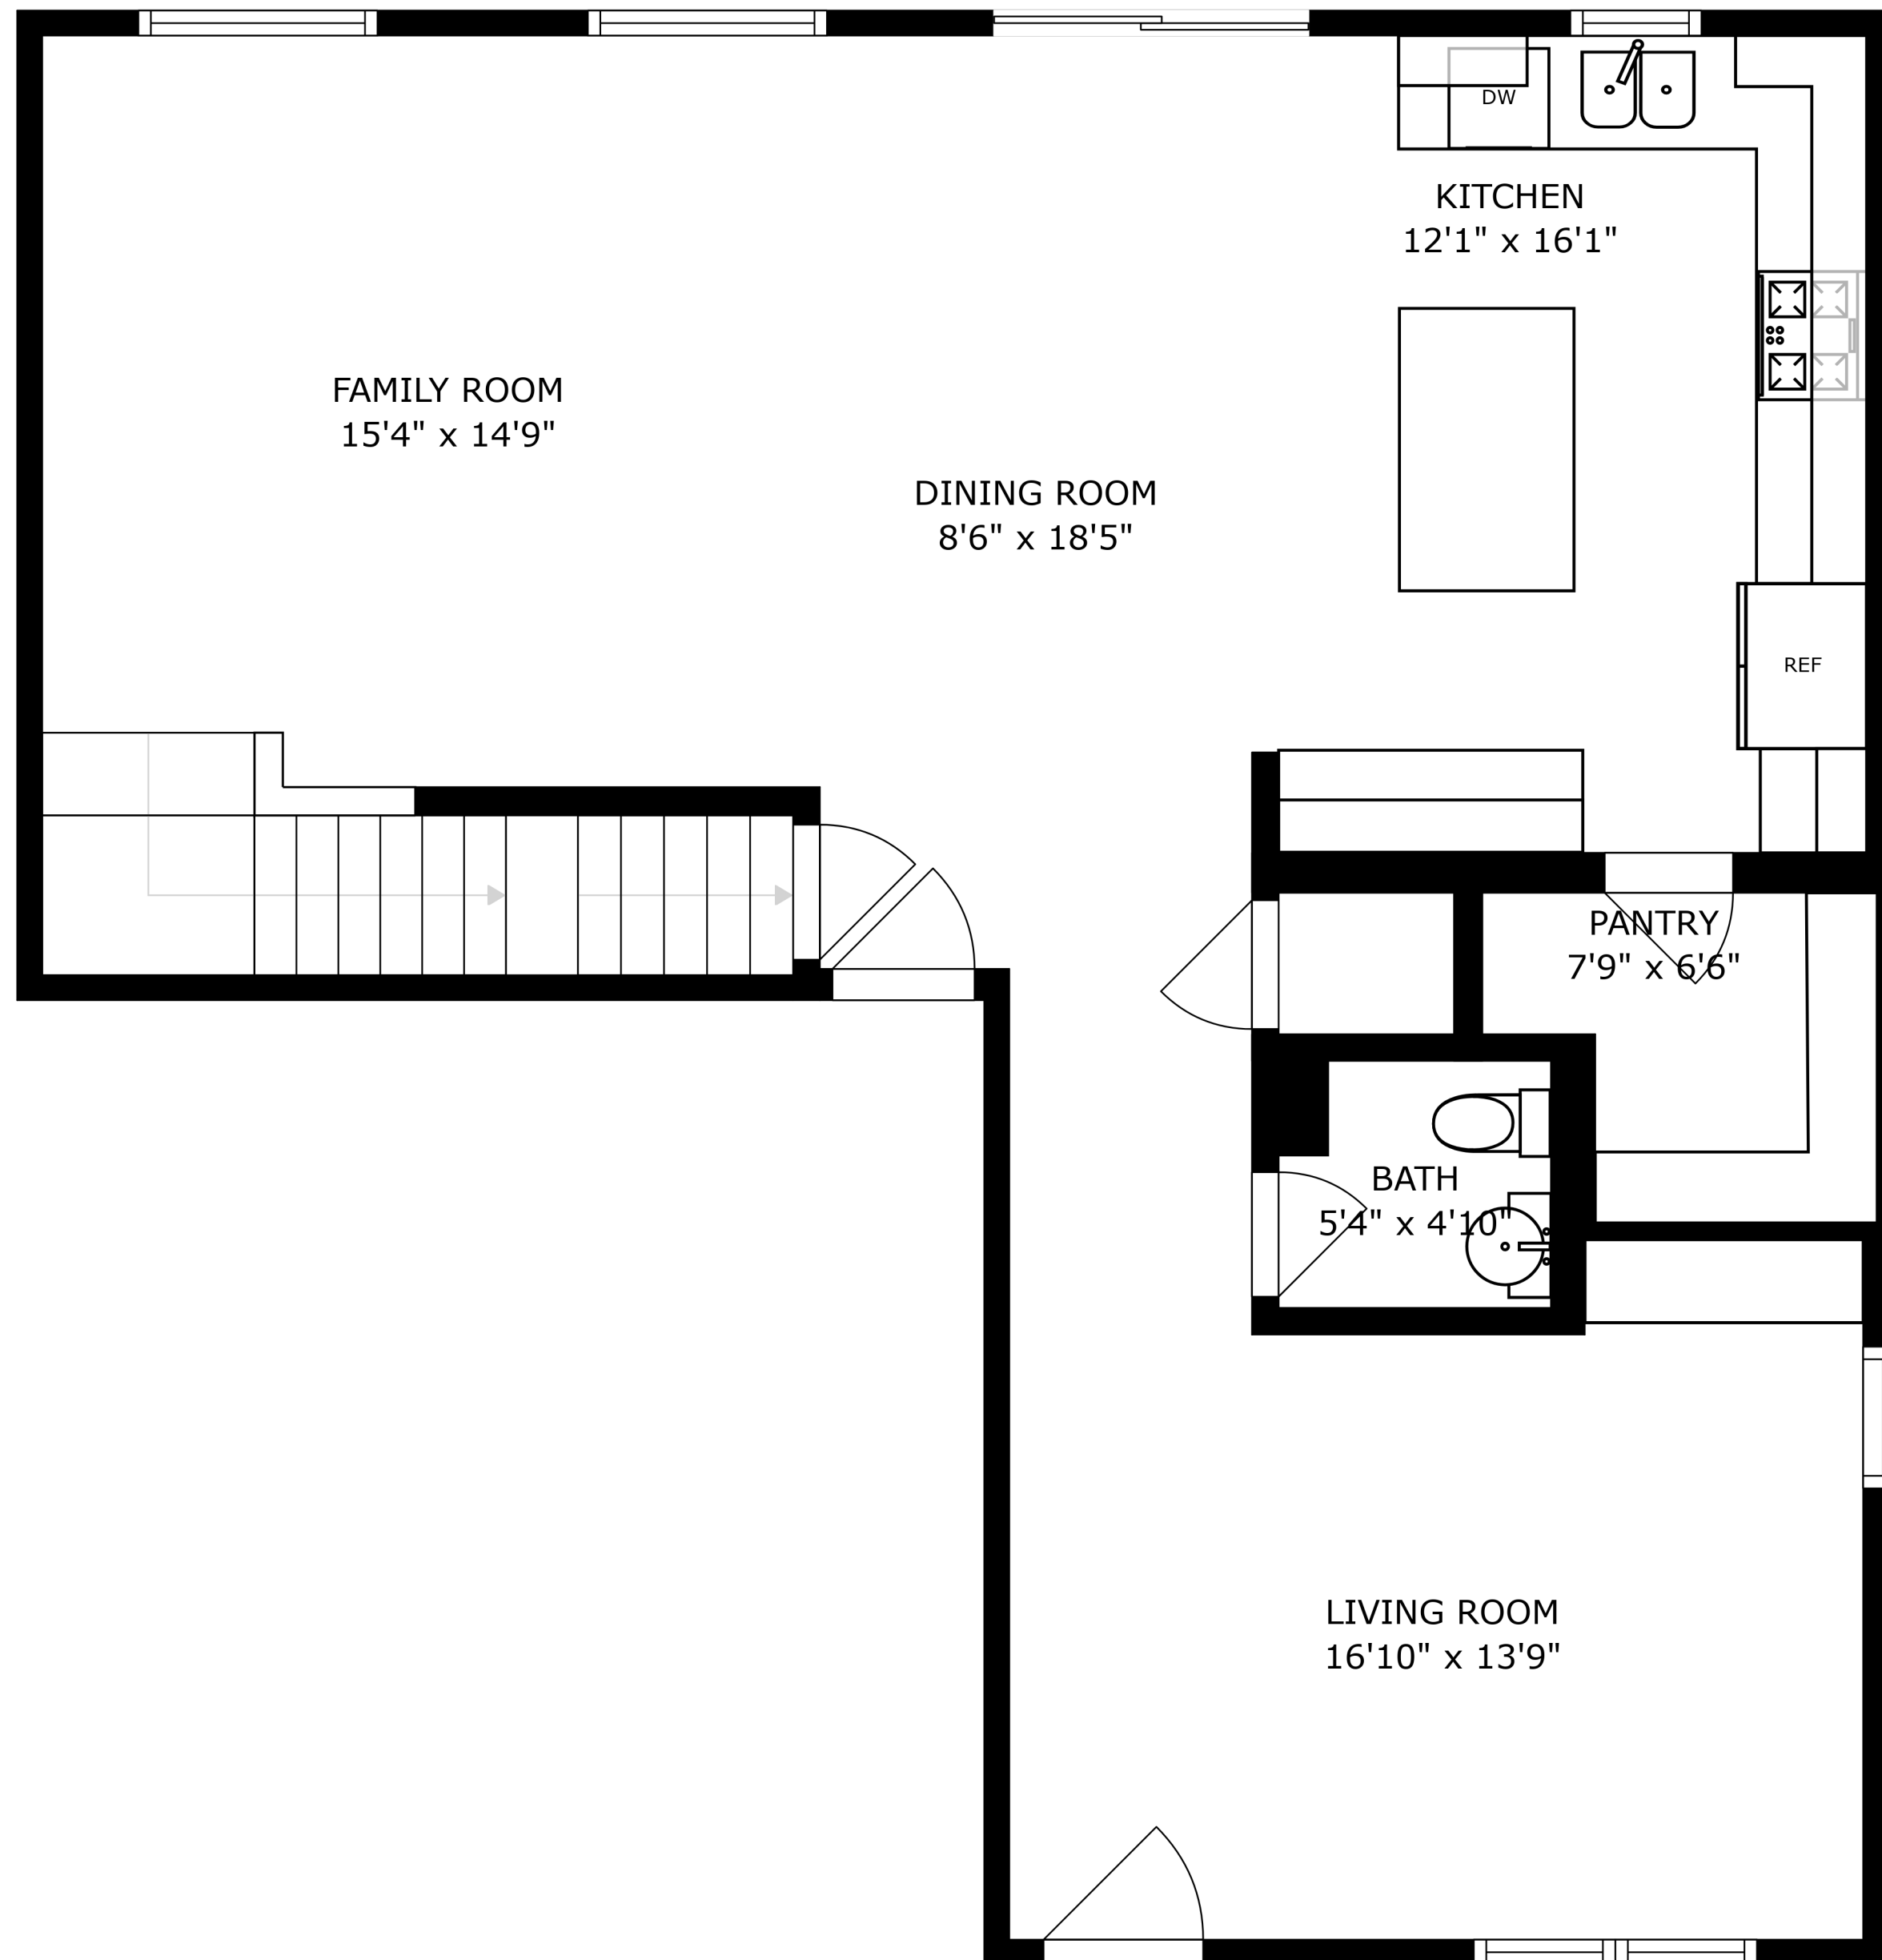 DW
KITCHEN
12'1" x 16'1"
FAMILY ROOM
15'4" x 14'9"
DINING ROOM
8'6" x 18'5"
REF
PANTRY
7'9" x 6'6"
BATH
5'4" x 4'10"
LIVING ROOM
16'10" x 13'9"